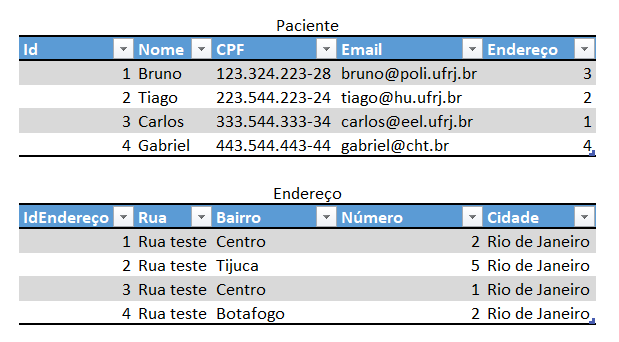 Paciente
Id Nome CPF Email Endereço
1 Bruno 123.324.223-28 bruno@poli.ufrj.br 3
2 Tiago 223.544.223-24 tiago@hu.ufrj.br 2
3 Carlos 333.544.333-34 carlos@eel.ufrj.br 1
4 Gabriel 443.544.443-44 gabriel@cht.br 4
Endereço
IdEndereço Rua Bairro Número Cidade
1 Rua teste Centro 2 Rio de Janeiro
2 Rua teste Tijuca 5 Rio de Janeiro
3 Rua teste Centro 1 Rio de Janeiro
4 Rua teste Botafogo 2 Rio de Janeiro